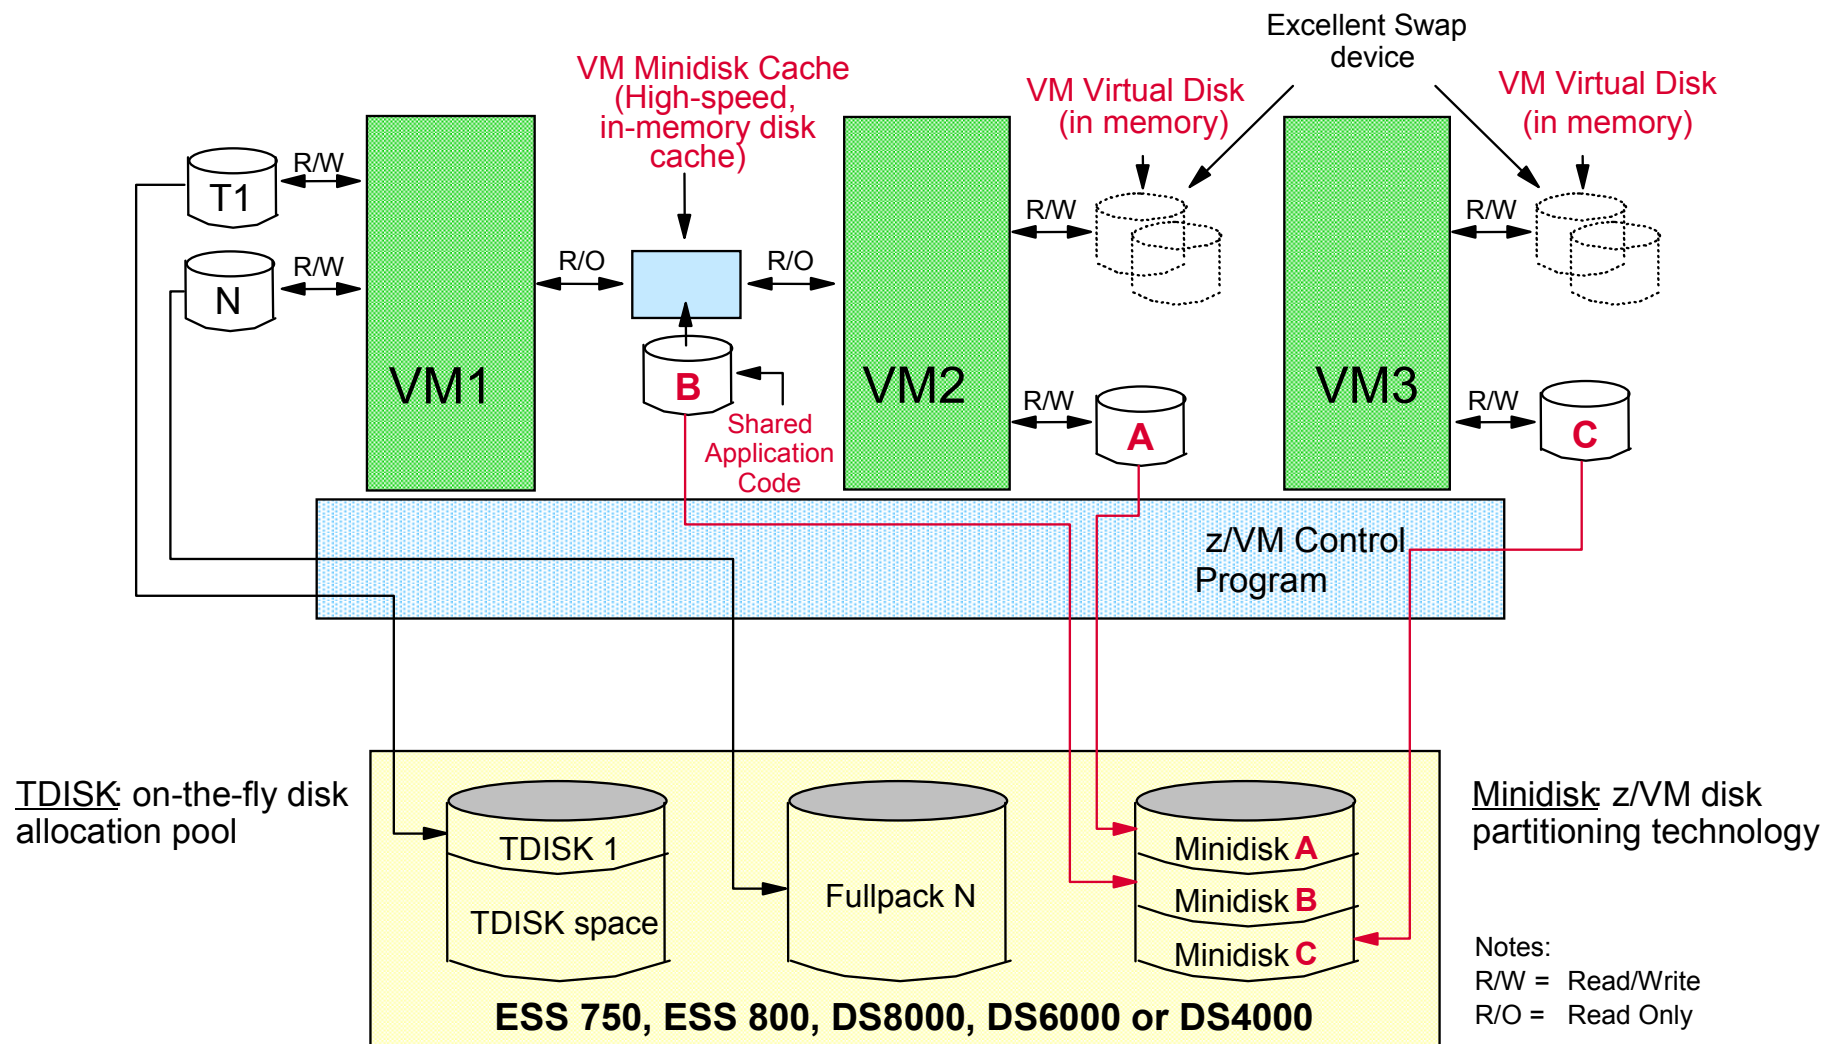 Excellent Swap
device
VM Minidisk Cache
(High-speed,
in-memory disk
cache)
VM Virtual Disk
(in memory)
VM Virtual Disk
(in memory)
T1
R/W
N
R/W
VM1
R/O
R/O
B
Shared
Application
Code
VM2
R/W
R/W
A
VM3
R/W
R/W
C
z/VM Control
Program
TDISK: on-the-fly disk
allocation pool
TDISK 1
TDISK space
Fullpack N
Minidisk A
Minidisk B
Minidisk C
Minidisk: z/VM disk
partitioning technology
ESS 750, ESS 800, DS8000, DS6000 or DS4000
Notes:
R/W = Read/Write
R/O = Read Only